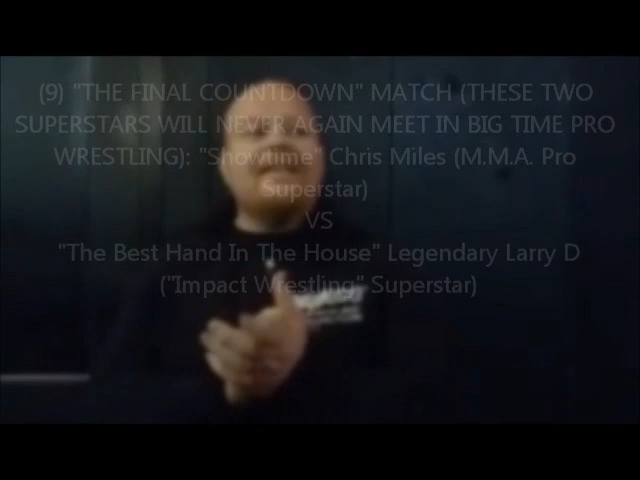 (9) "THE FINAL COUNTDOWN" MATCH (THESE TWO
SUPERSTARS WILL NEVER AGAIN MEET IN BIG TIME PRO
WRESTLING): "Showtime" Chris Miles (M.M.A. Pro
Superstar)
VS
"The Best Hand In The House" Legendary Larry D
("Impact Wrestling" Superstar)